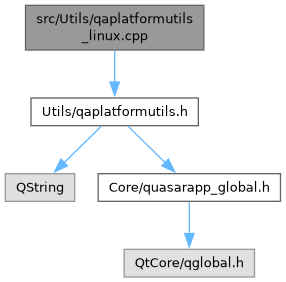 src/Utils/qaplatformutils
_linux.cpp
Utils/qaplatformutils.h
QString
Core/quasarapp_global.h
QtCore/qglobal.h